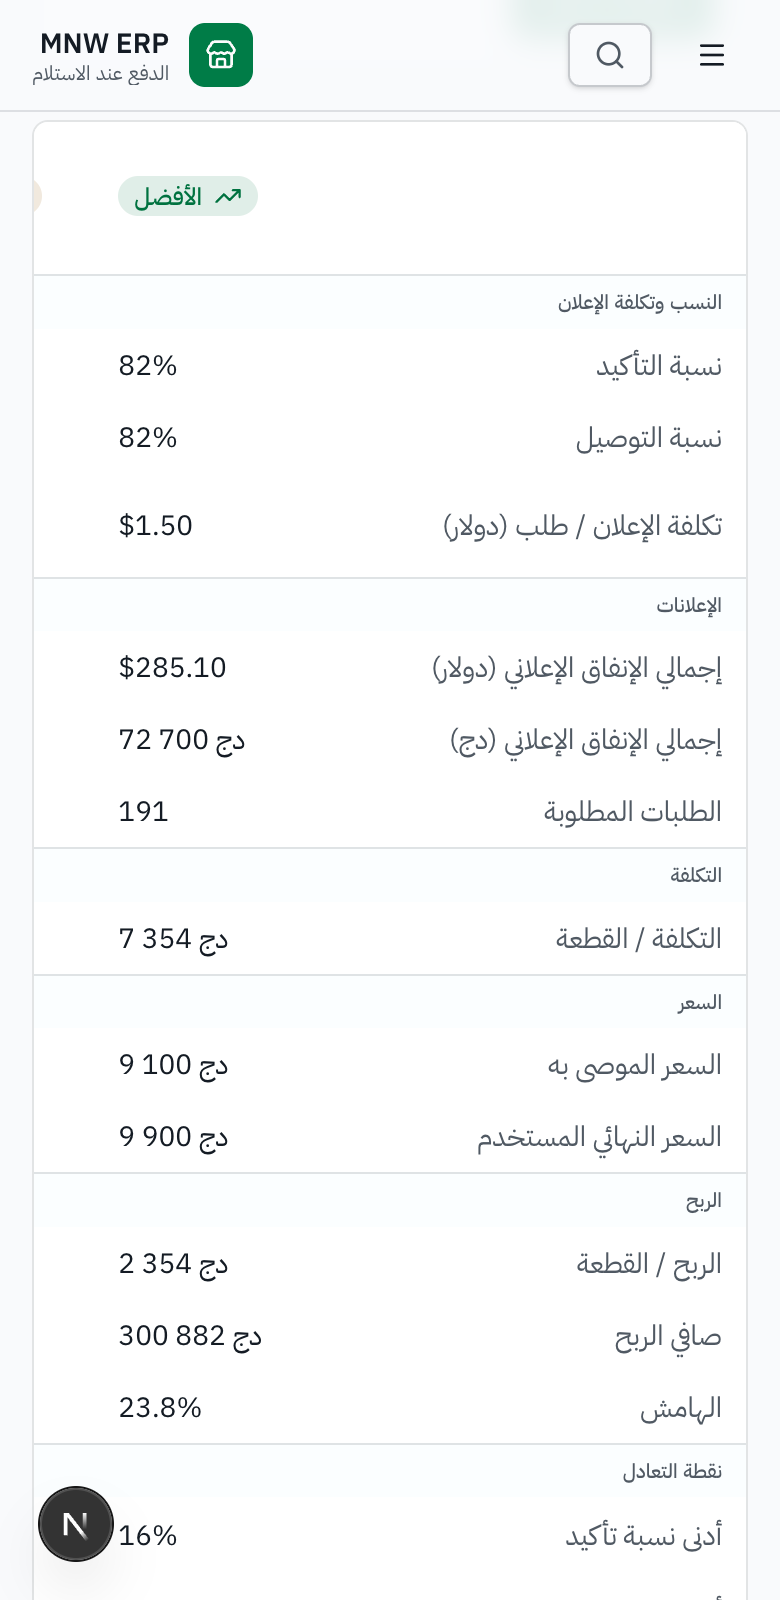 MNW ERP
الدفع عند الاستلام
الأفضل
النسب وتكلفة الإعلان
نسبة التأكيد 82%
نسبة التوصيل 82%
تكلفة الإعلان / طلب (دولار) $1.50
الإعلانات
إجمالي الإنفاق الإعلاني (دولار) $285.10
إجمالي الإنفاق الإعلاني (دج) 72 700 دج
الطلبات المطلوبة 191
التكلفة
التكلفة / القطعة 7 354 دج
السعر
السعر الموصى به 9 100 دج
السعر النهائي المستخدم 9 900 دج
الربح
الربح / القطعة 2 354 دج
صافي الربح 300 882 دج
الهامش 23.8%
نقطة التعادل
أدنى نسبة تأكيد 16%
N